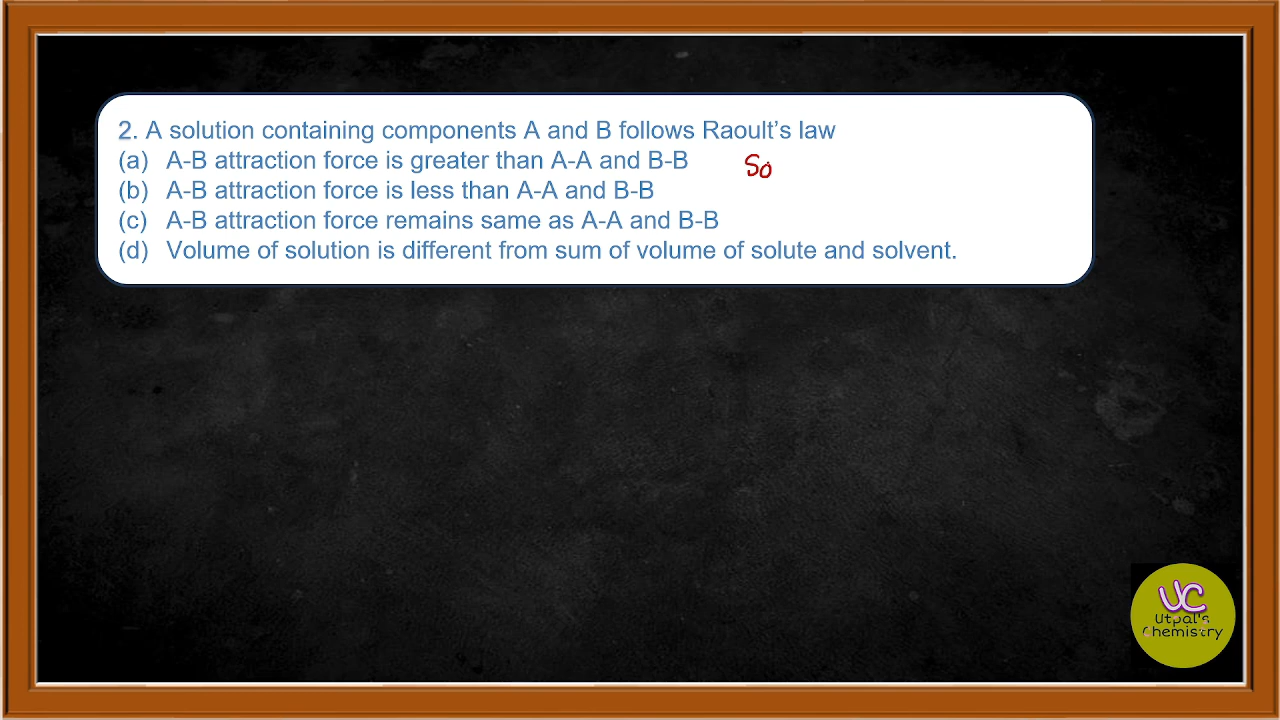 2. A solution containing components A and B follows Raoult’s law
(a) A-B attraction force is greater than A-A and B-B
So
(b) A-B attraction force is less than A-A and B-B
(c) A-B attraction force remains same as A-A and B-B
(d) Volume of solution is different from sum of volume of solute and solvent.
UC
Utpal's
Chemistry